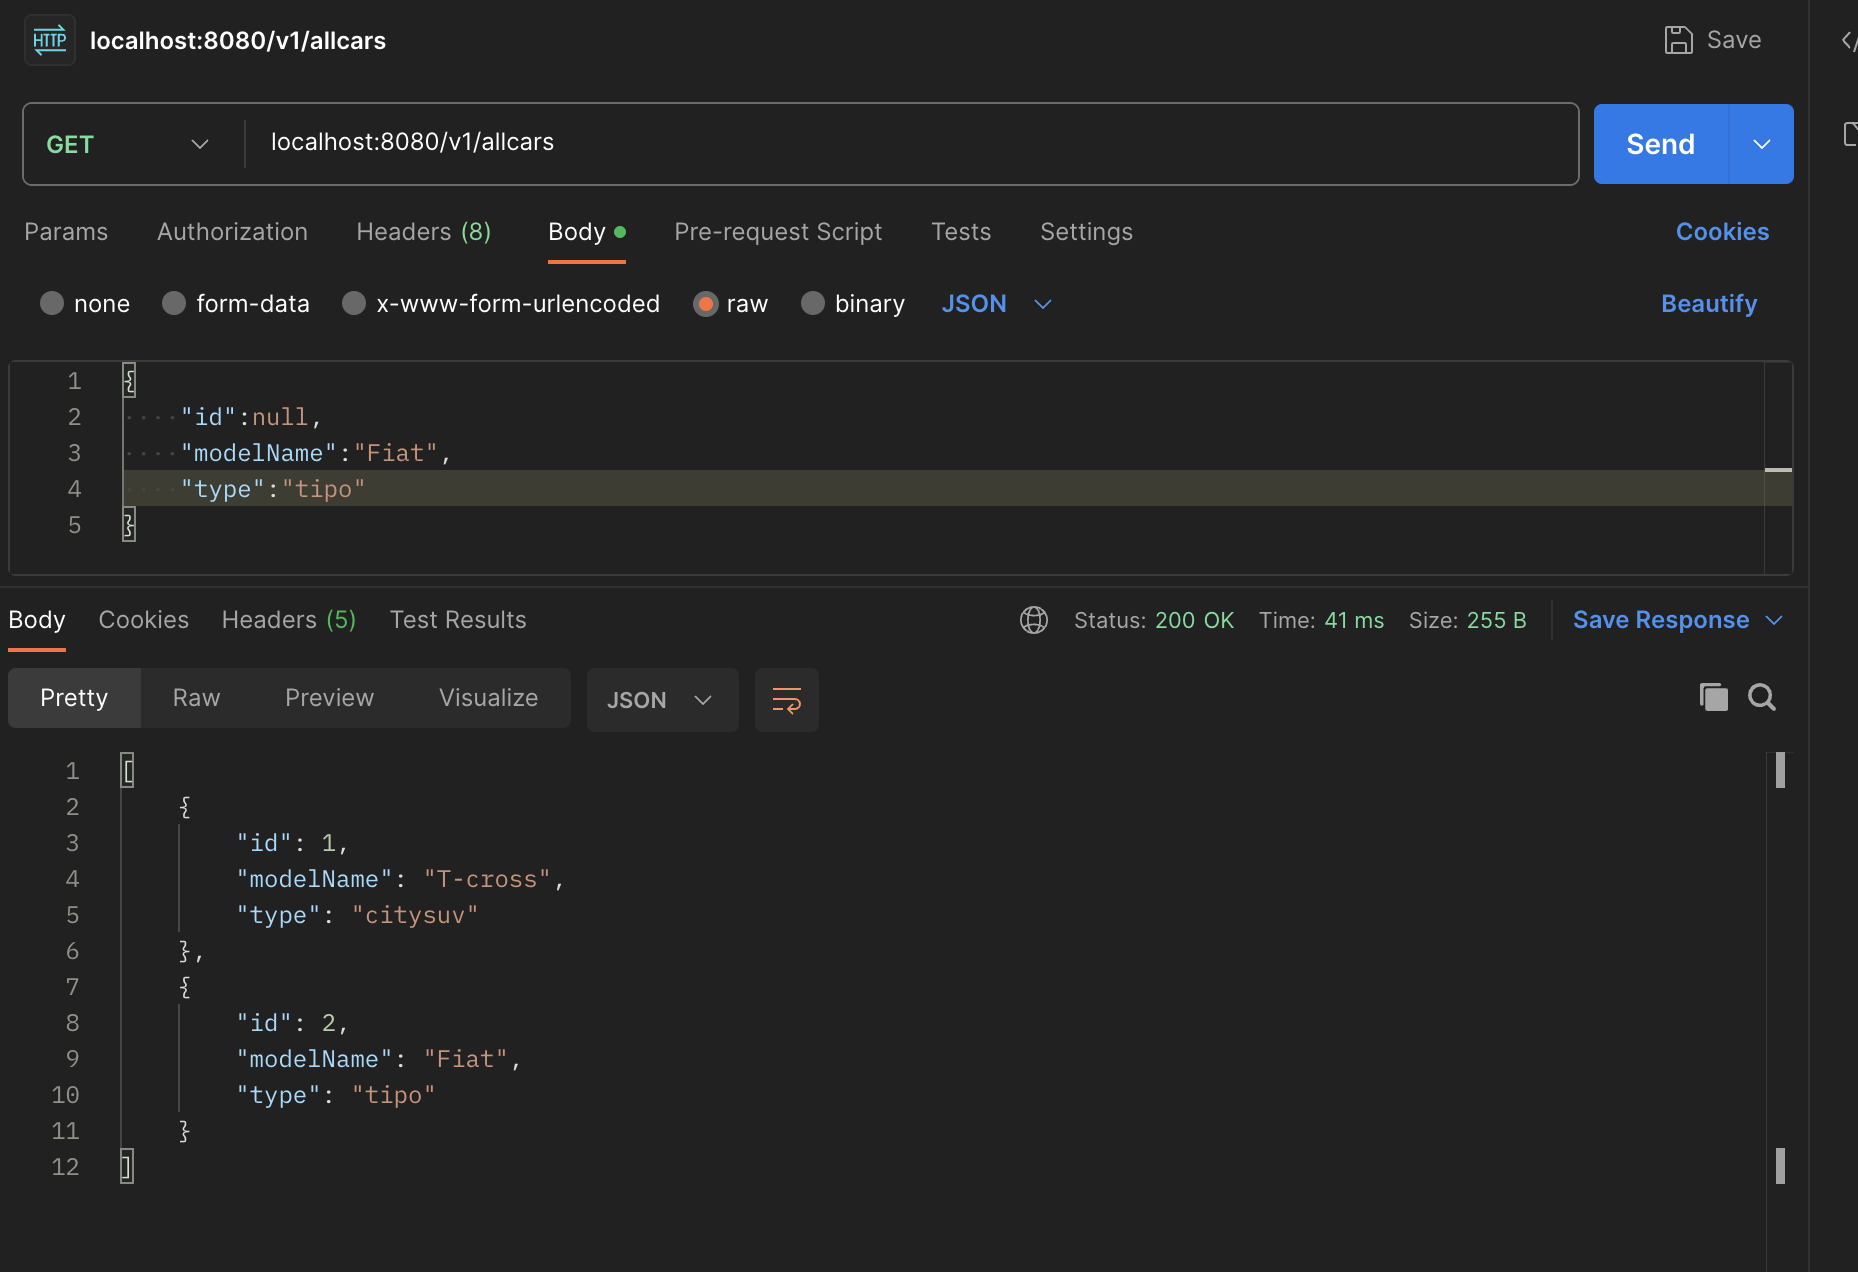 HTTP localhost:8080/v1/allcars Save
GET localhost:8080/v1/allcars Send
Params Authorization Headers (8) Body Pre-request Script Tests Settings Cookies
none form-data x-www-form-urlencoded raw binary JSON Beautify
1 {
2 "id":null,
3 "modelName":"Fiat",
4 "type":"tipo"
5 }
Body Cookies Headers (5) Test Results Status: 200 OK Time: 41 ms Size: 255 B Save Response
Pretty Raw Preview Visualize JSON
1 [
2 {
3 "id": 1,
4 "modelName": "T-cross",
5 "type": "citysuv"
6 },
7 {
8 "id": 2,
9 "modelName": "Fiat",
10 "type": "tipo"
11 }
12 ]